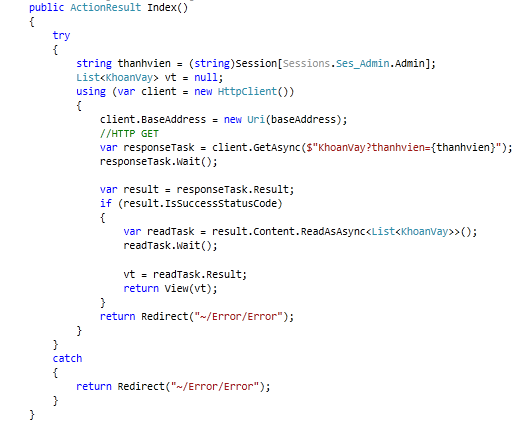 public ActionResult Index()
{
try
{
string thanhvien = (string)Session[Sessions.Ses_Admin.Admin];
List<KhoanVay> vt = null;
using (var client = new HttpClient())
{
client.BaseAddress = new Uri(baseAddress);
//HTTP GET
var responseTask = client.GetAsync($"KhoanVay?thanhvien={thanhvien}");
responseTask.Wait();
var result = responseTask.Result;
if (result.IsSuccessStatusCode)
{
var readTask = result.Content.ReadAsAsync<List<KhoanVay>>();
readTask.Wait();
vt = readTask.Result;
return View(vt);
}
return Redirect("~/Error/Error");
}
}
catch
{
return Redirect("~/Error/Error");
}
}